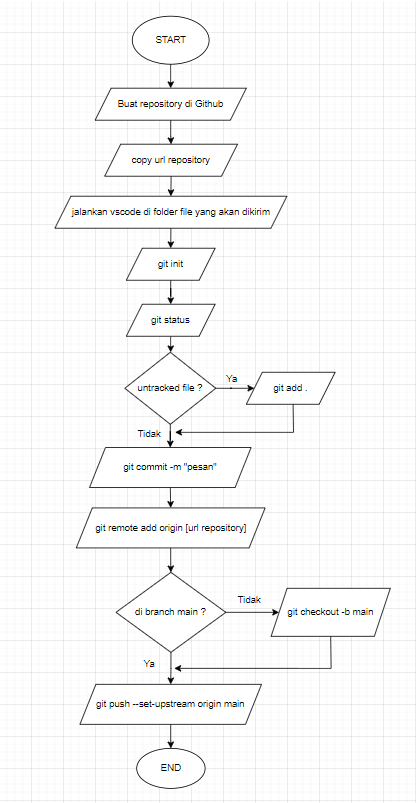 START
Buat repository di Github
copy url repository
jalankan vscode di folder file yang akan dikirim
git init
git status
untracked file ?
Ya
git add .
Tidak
git commit -m "pesan"
git remote add origin [url repository]
di branch main ?
Tidak
git checkout -b main
Ya
git push --set-upstream origin main
END